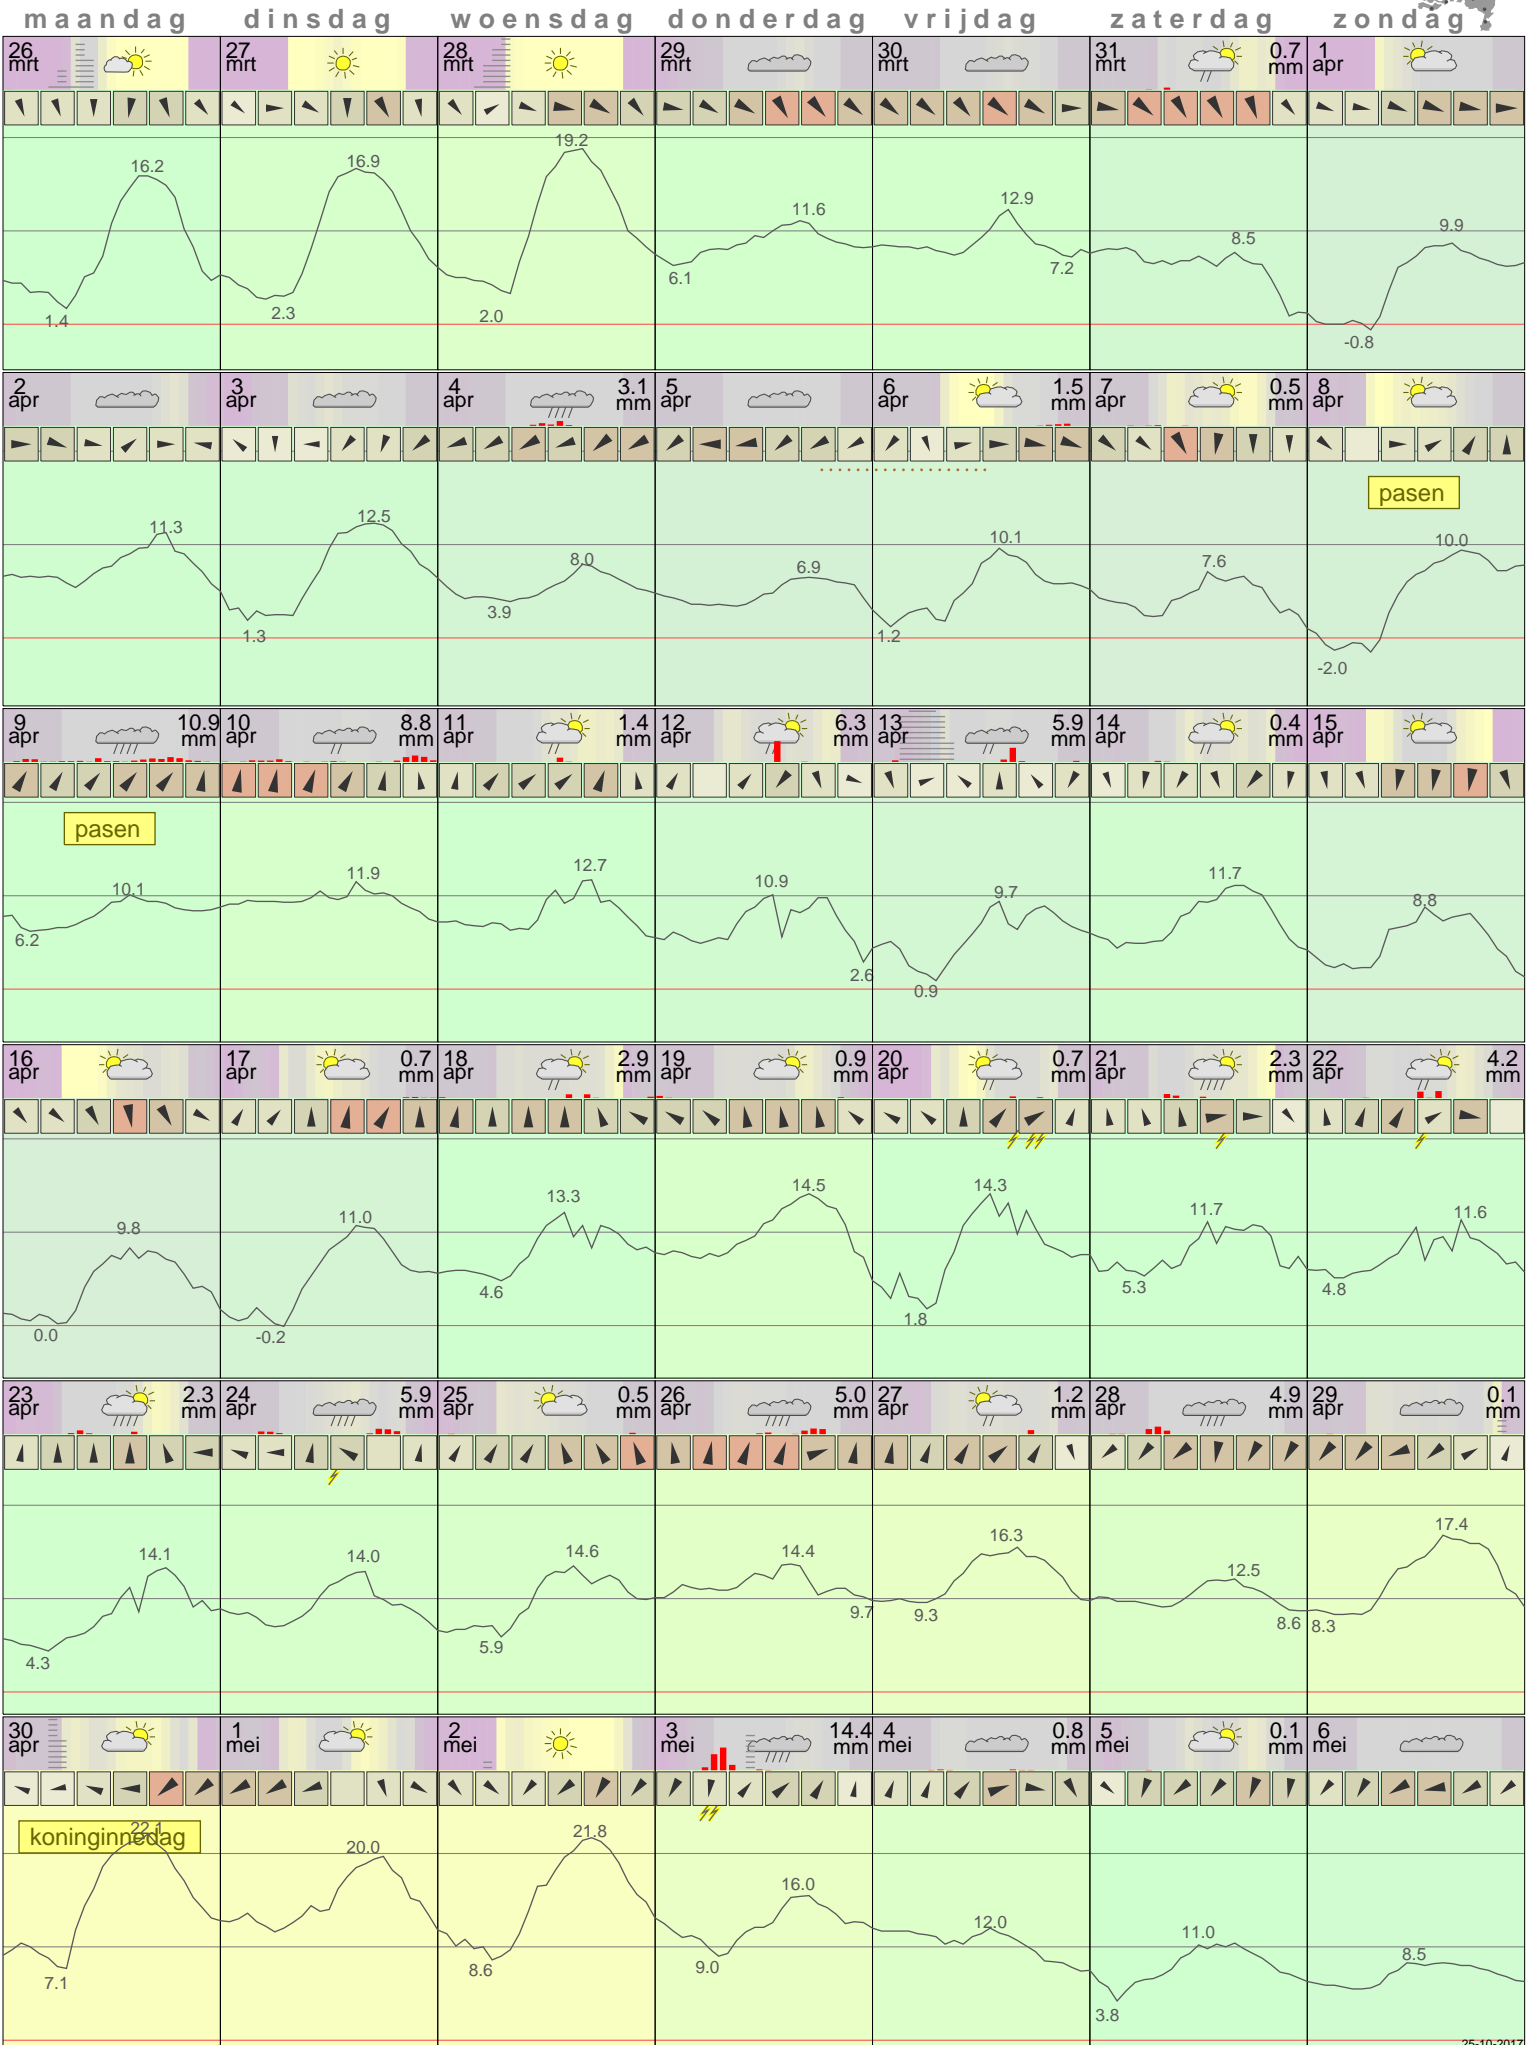 maandag dinsdag woensdag donderdag vrijdag zaterdag zondag
26 27 28 29 30 31 0.7 1
mrt mrt mrt mrt mrt mrt mm apr
16.2 16.9 19.2 11.6 12.9 8.5 9.9
1.4 2.3 2.0 6.1 7.2 -0.8
2 3 4 3.1 5 6 1.5 7 0.5 8
apr apr apr mm apr apr mm apr mm apr
pasen
11.3 12.5 8.0 6.9 10.1 7.6 10.0
1.3 3.9 1.2 -2.0
9 10.9 10 8.8 11 1.4 12 6.3 13 5.9 14 0.4 15
apr mm apr mm apr mm apr mm apr mm apr mm apr
pasen
10.1 11.9 12.7 10.9 9.7 11.7 8.8
6.2 2.6 0.9
16 17 0.7 18 2.9 19 0.9 20 0.7 21 2.3 22 4.2
apr apr mm apr mm apr mm apr mm apr mm apr mm
9.8 11.0 13.3 14.5 14.3 11.7 11.6
0.0 -0.2 4.6 1.8 5.3 4.8
23 2.3 24 5.9 25 0.5 26 5.0 27 1.2 28 4.9 29 0.1
apr mm apr mm apr mm apr mm apr mm apr mm apr mm
14.1 14.0 14.6 14.4 16.3 12.5 17.4
4.3 5.9 9.7 9.3 8.6 8.3
30 1 2 3 14.4 4 0.8 5 0.1 6
apr mei mei mei mm mei mm mei mm mei
koninginnedag
22.1 20.0 21.8 16.0 12.0 11.0 8.5
7.1 8.6 9.0 3.8
25-10-2017